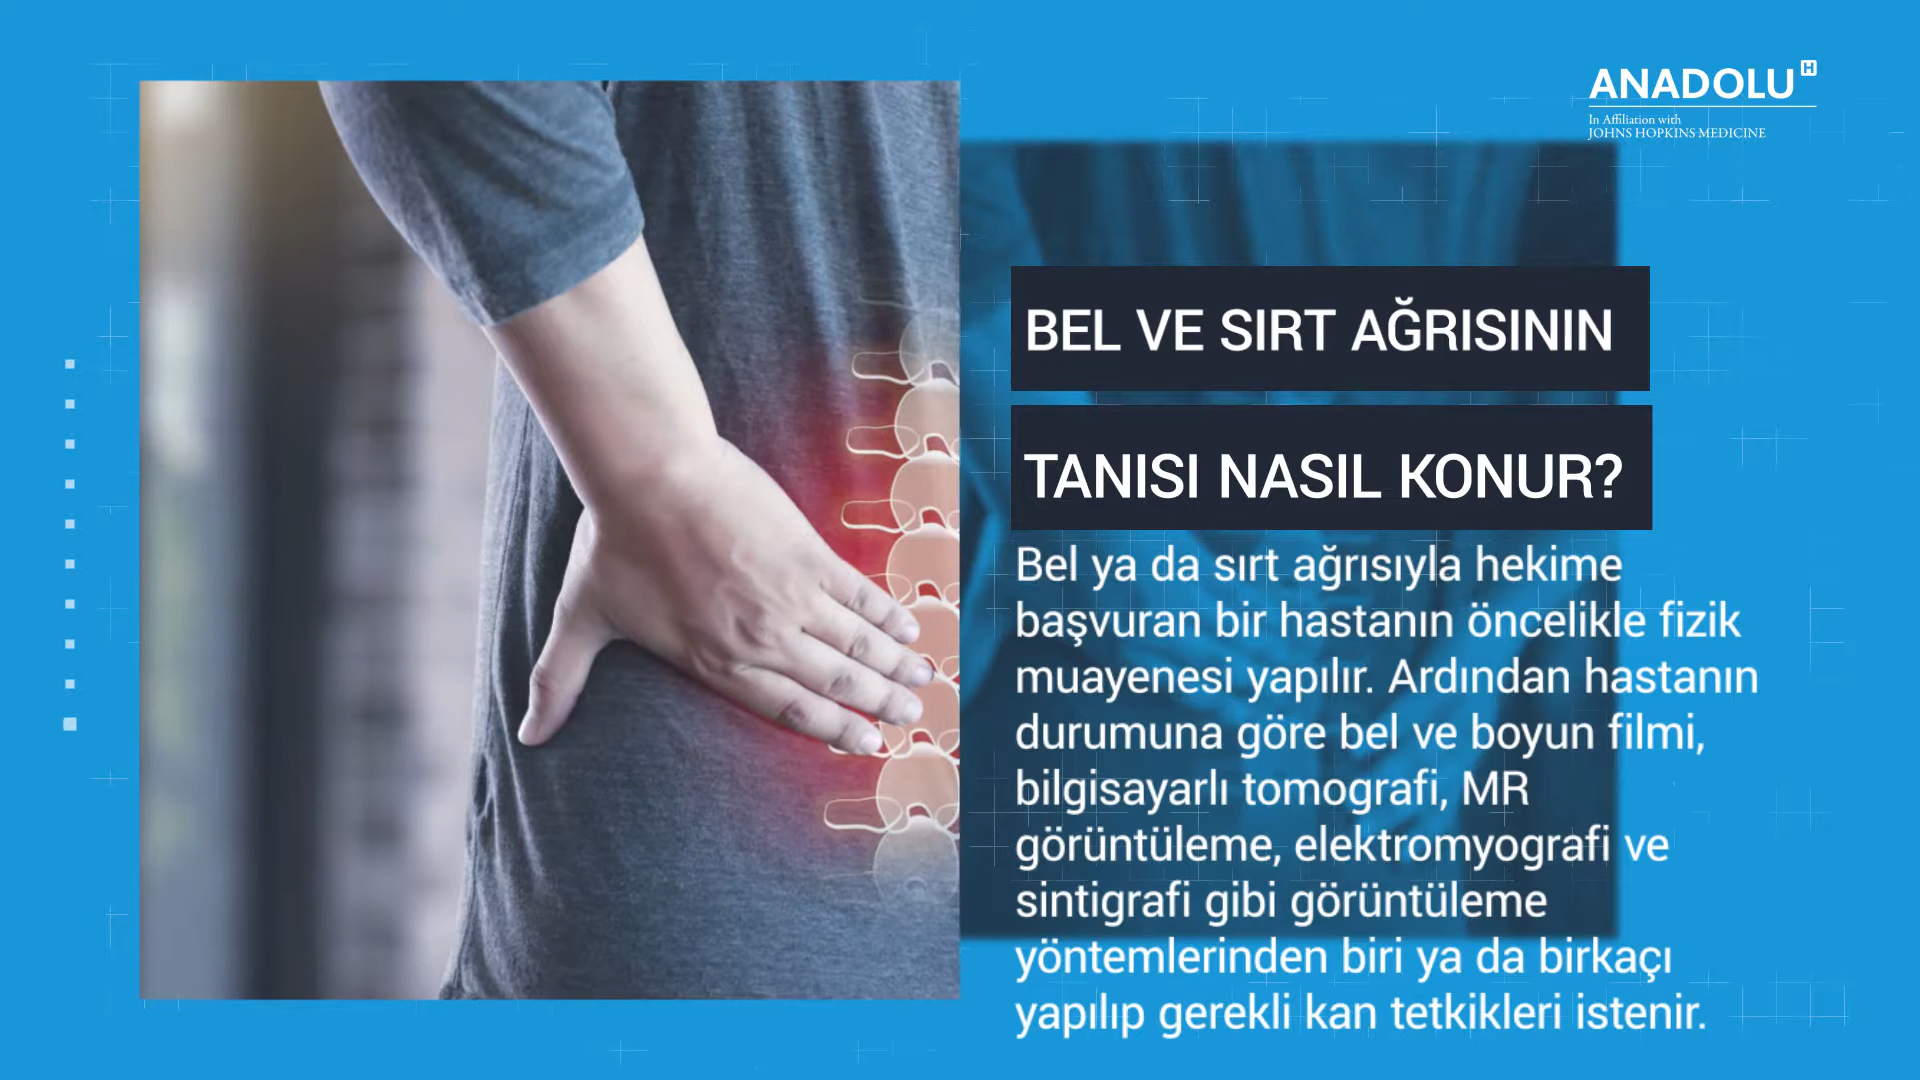 ANADOLU
H
In Affiliation with
JOHNS HOPKINS MEDICINE
BEL VE SIRT AĞRISININ
TANISI NASIL KONUR?
Bel ya da sırt ağrısıyla hekime
başvuran bir hastanın öncelikle fizik
muayenesi yapılır. Ardından hastanın
durumuna göre bel ve boyun filmi,
bilgisayarlı tomografi, MR
görüntüleme, elektromyografi ve
sintigrafi gibi görüntüleme
yöntemlerinden biri ya da birkaçı
yapılıp gerekli kan tetkikleri istenir.